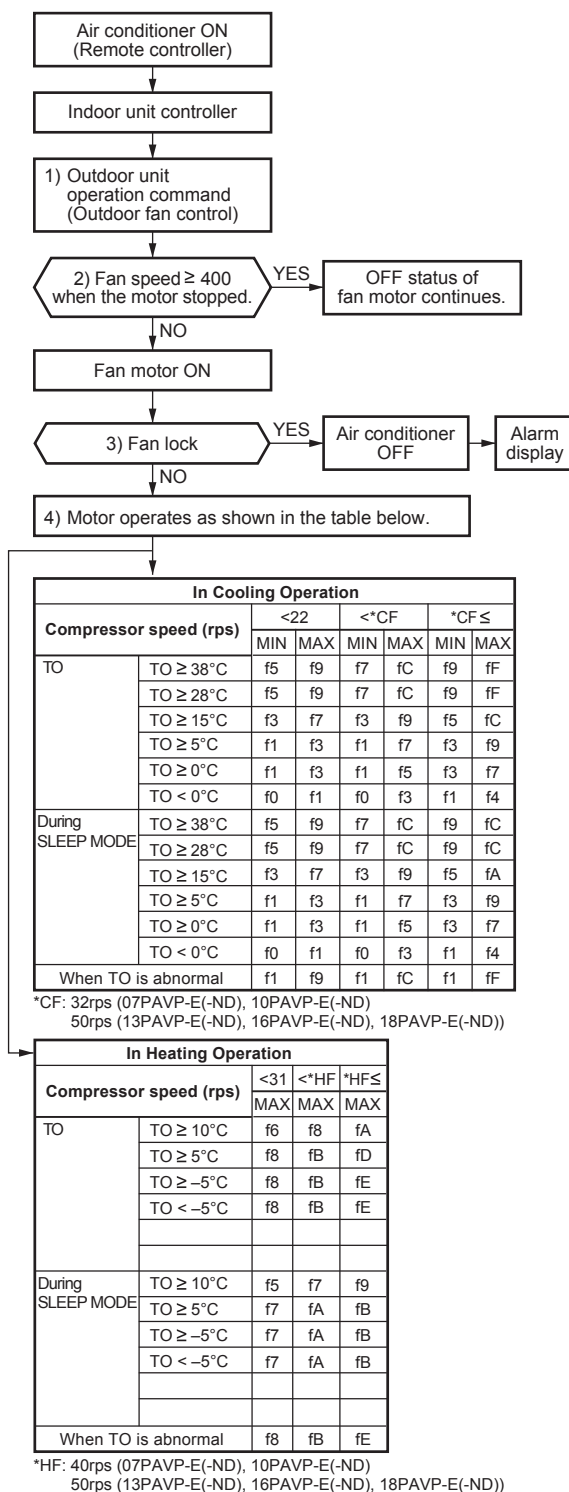 Air conditioner ON
(Remote controller)
Indoor unit controller
1) Outdoor unit
operation command
(Outdoor fan control)
2) Fan speed ≥ 400
when the motor stopped.
YES
OFF status of
fan motor continues.
NO
Fan motor ON
3) Fan lock
YES
Air conditioner
OFF
Alarm
display
NO
4) Motor operates as shown in the table below.
In Cooling Operation
Compressor speed (rps) <22 <*CF *CF≤
MIN MAX MIN MAX MIN MAX
TO TO ≥ 38°C f5 f9 f7 fC f9 fF
TO ≥ 28°C f5 f9 f7 fC f9 fF
TO ≥ 15°C f3 f7 f3 f9 f5 fC
TO ≥ 5°C f1 f3 f1 f7 f3 f9
TO ≥ 0°C f1 f3 f1 f5 f3 f7
TO < 0°C f0 f1 f0 f3 f1 f4
During
SLEEP MODE TO ≥ 38°C f5 f9 f7 fC f9 fC
TO ≥ 28°C f5 f9 f7 fC f9 fC
TO ≥ 15°C f3 f7 f3 f9 f5 fA
TO ≥ 5°C f1 f3 f1 f7 f3 f9
TO ≥ 0°C f1 f3 f1 f5 f3 f7
TO < 0°C f0 f1 f0 f3 f1 f4
When TO is abnormal f1 f9 f1 fC f1 fF
*CF: 32rps (07PAVP-E(-ND), 10PAVP-E(-ND)
50rps (13PAVP-E(-ND), 16PAVP-E(-ND), 18PAVP-E(-ND))
In Heating Operation
Compressor speed (rps) <31 <*HF *HF≤
MAX MAX MAX
TO TO ≥ 10°C f6 f8 fA
TO ≥ 5°C f8 fB fD
TO ≥ –5°C f8 fB fE
TO < –5°C f8 fB fE
During
SLEEP MODE TO ≥ 10°C f5 f7 f9
TO ≥ 5°C f7 fA fB
TO ≥ –5°C f7 fA fB
TO < –5°C f7 fA fB
When TO is abnormal f8 fB fE
*HF: 40rps (07PAVP-E(-ND), 10PAVP-E(-ND)
50rps (13PAVP-E(-ND), 16PAVP-E(-ND), 18PAVP-E(-ND))